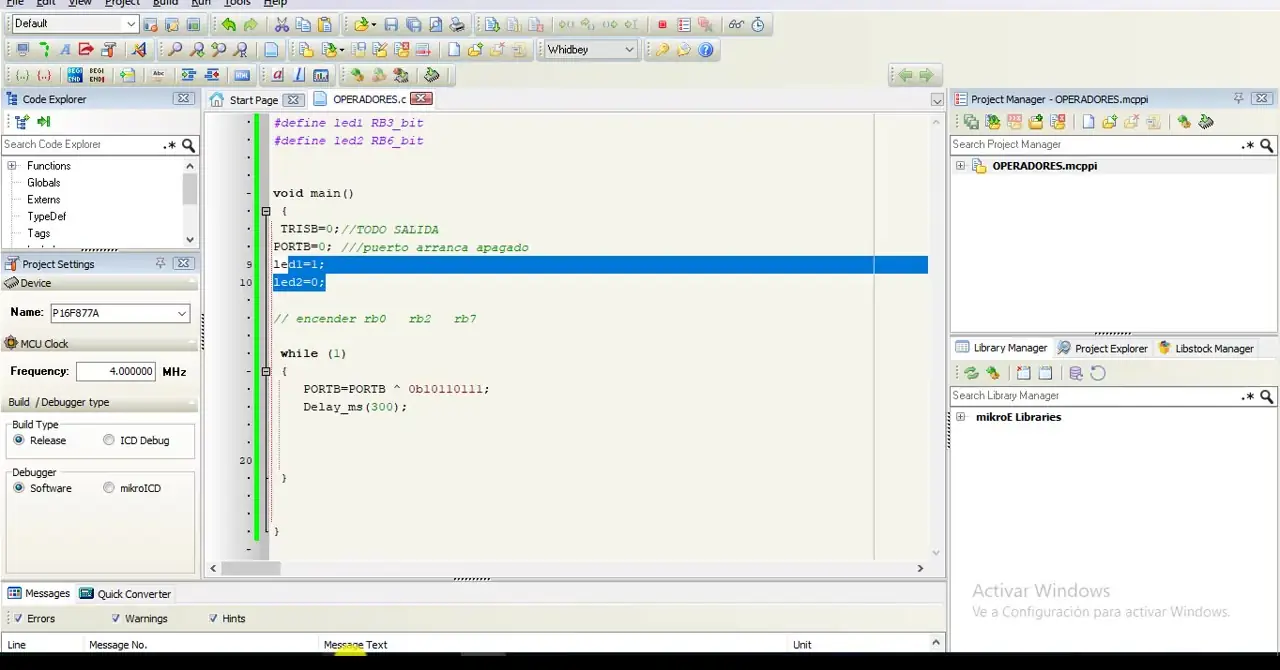 File Edit View Project Build Run Tools Help
Default
Whidbey
Code Explorer
Search Code Explorer
Functions
Globals
Externs
TypeDef
Tags
Project Settings
Device
Name: P16F877A
MCU Clock
Frequency: 4.000000 MHz
Build / Debugger type
Build Type
Release ICD Debug
Debugger
Software mikroICD
Start Page OPERADORES.c
#define led1 RB3_bit
#define led2 RB6_bit
void main()
{
TRISB=0;//TODO SALIDA
PORTB=0; ///puerto arranca apagado
9 led1=1;
10 led2=0;
// encender rb0 rb2 rb7
while (1)
{
PORTB=PORTB ^ 0b10110111;
Delay_ms(300);
20
}
}
Project Manager - OPERADORES.mcppi
Search Project Manager
OPERADORES.mcppi
Library Manager Project Explorer Libstock Manager
Search Library Manager
mikroE Libraries
Activar Windows
Ve a Configuración para activar Windows.
Messages Quick Converter
Errors Warnings Hints
Line Message No. Message Text Unit